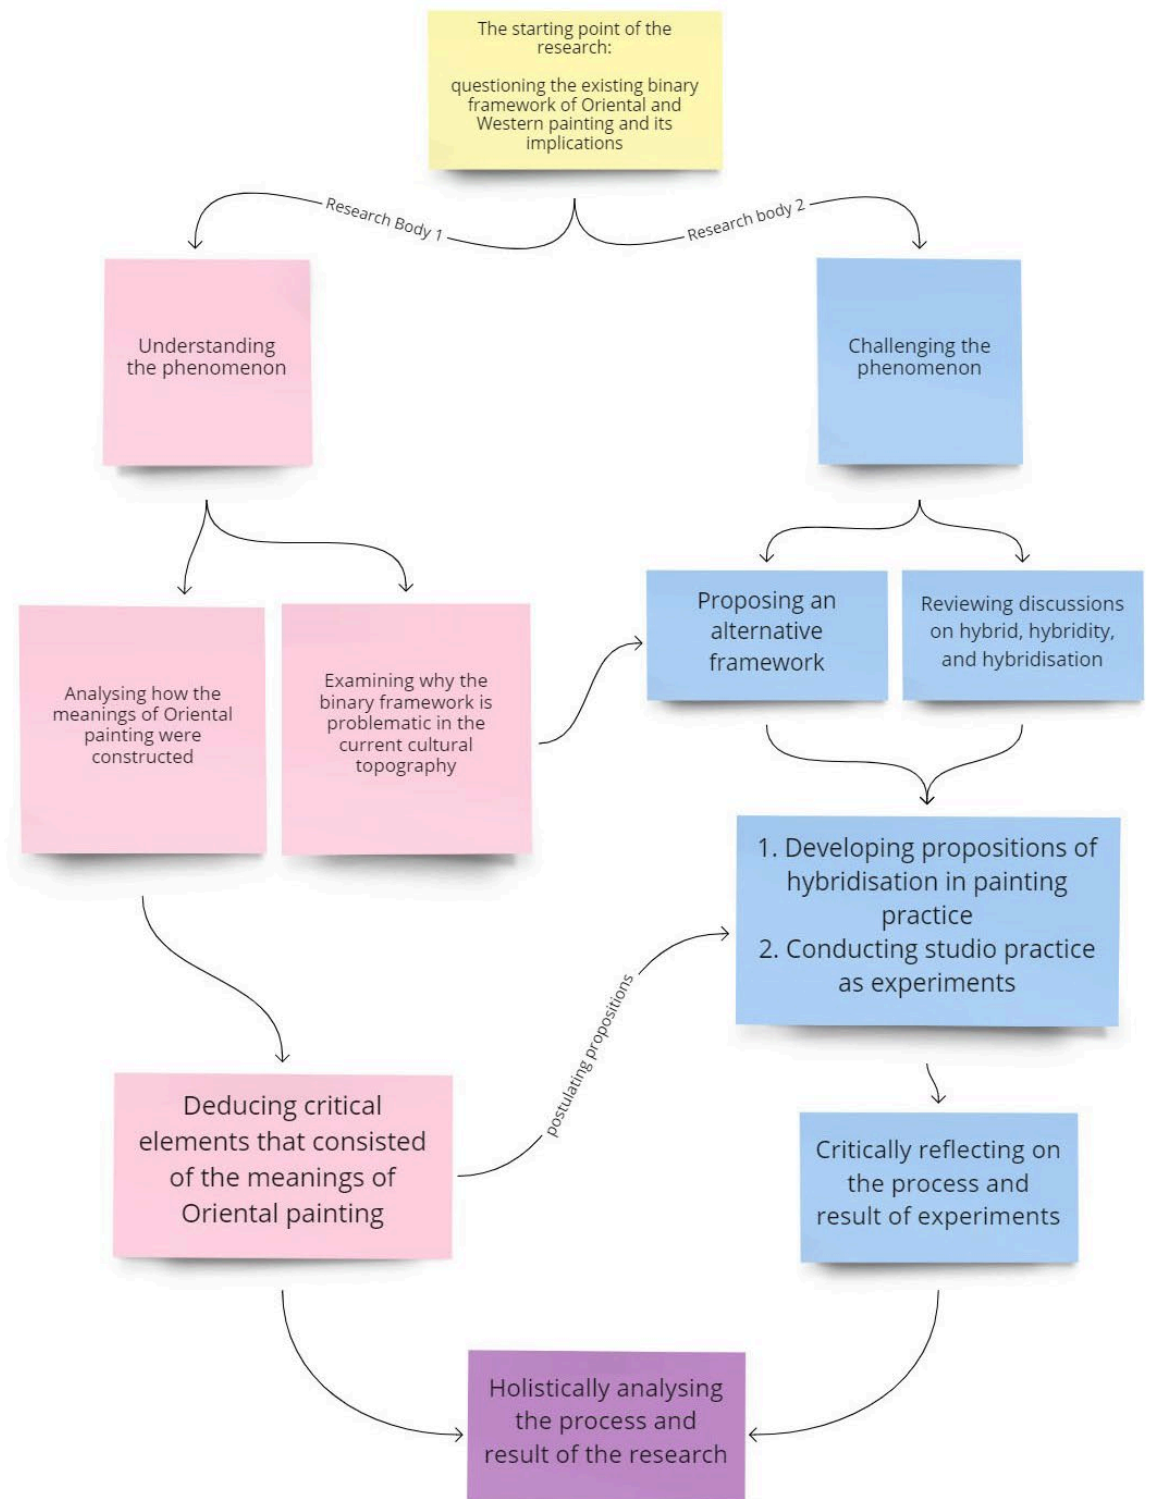 The starting point of the
research:
questioning the existing binary
framework of Oriental and
Western painting and its
implications
Research Body 1
Research body 2
Understanding
the phenomenon
Challenging the
phenomenon
Analysing how the
meanings of Oriental
painting were
constructed
Examining why the
binary framework is
problematic in the
current cultural
topography
Proposing an
alternative
framework
Reviewing discussions
on hybrid, hybridity,
and hybridisation
1. Developing propositions of
hybridisation in painting
practice
2. Conducting studio practice
as experiments
postulating propositions
Deducing critical
elements that consisted
of the meanings of
Oriental painting
Critically reflecting on
the process and
result of experiments
Holistically analysing
the process and
result of the research